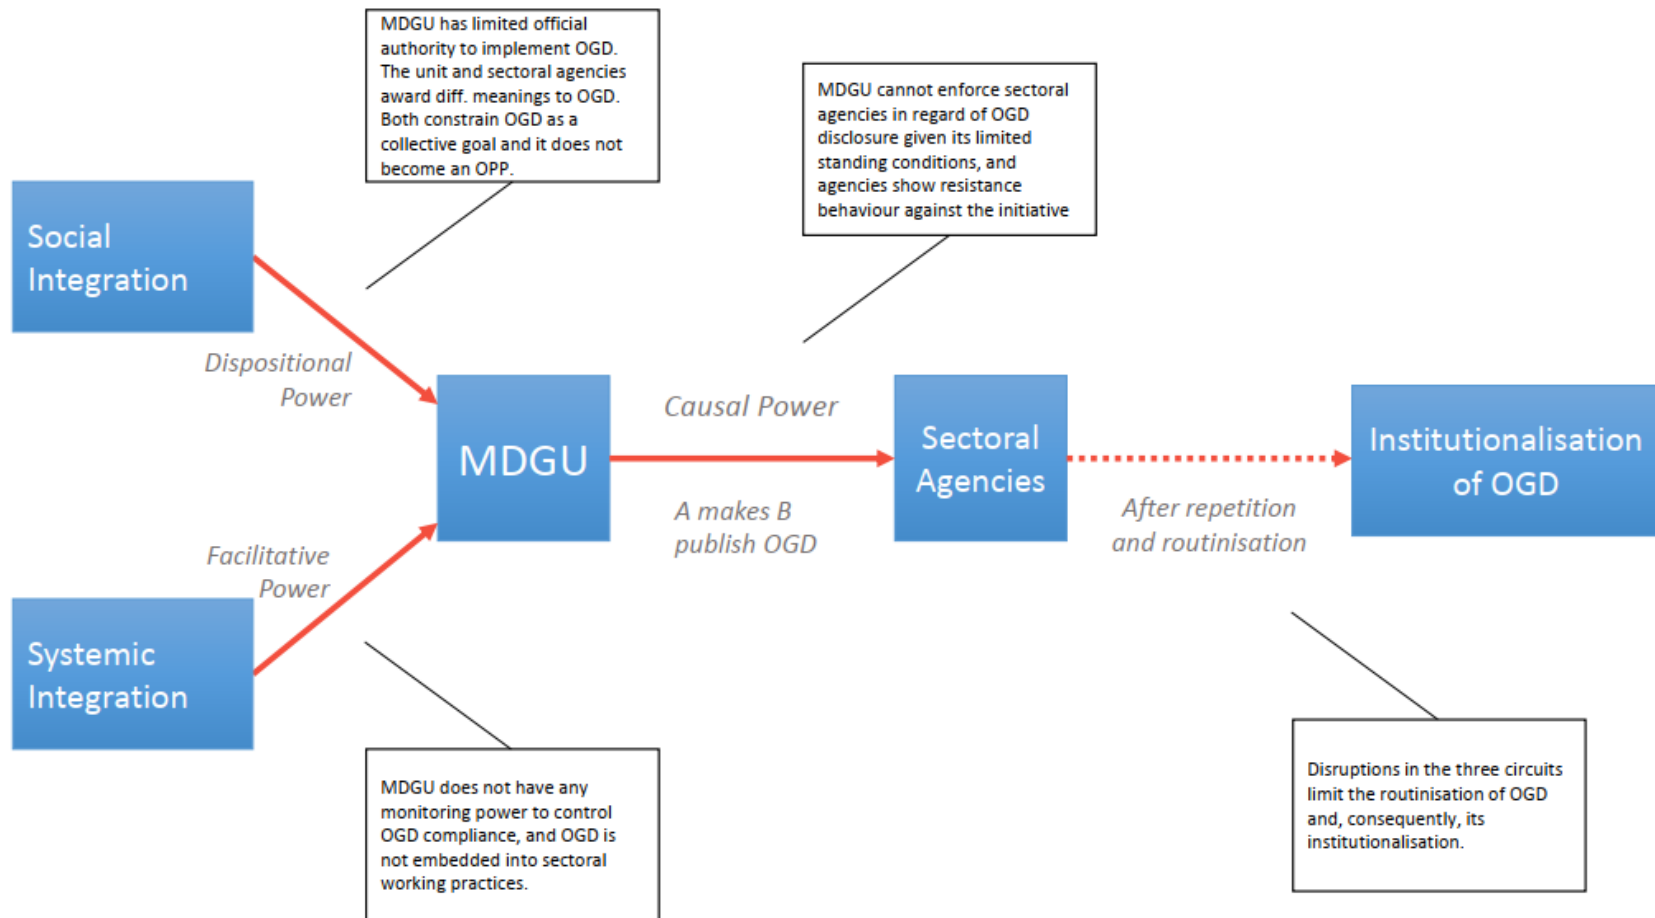 MDGU has limited official
authority to implement OGD.
The unit and sectoral agencies
award diff. meanings to OGD.
Both constrain OGD as a
collective goal and it does not
become an OPP.
MDGU cannot enforce sectoral
agencies in regard of OGD
disclosure given its limited
standing conditions, and
agencies show resistance
behaviour against the initiative
Social
Integration
Dispositional
Power
MDGU
Causal Power
A makes B
publish OGD
Sectoral
Agencies
After repetition
and routinisation
Institutionalisation
of OGD
Facilitative
Power
Systemic
Integration
MDGU does not have any
monitoring power to control
OGD compliance, and OGD is
not embedded into sectoral
working practices.
Disruptions in the three circuits
limit the routinisation of OGD
and, consequently, its
institutionalisation.